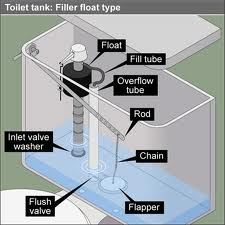 Toilet tank: Filler float type
Float
Fill tube
Overflow
tube
Rod
Inlet valve
washer
Chain
Flush
valve
Flapper